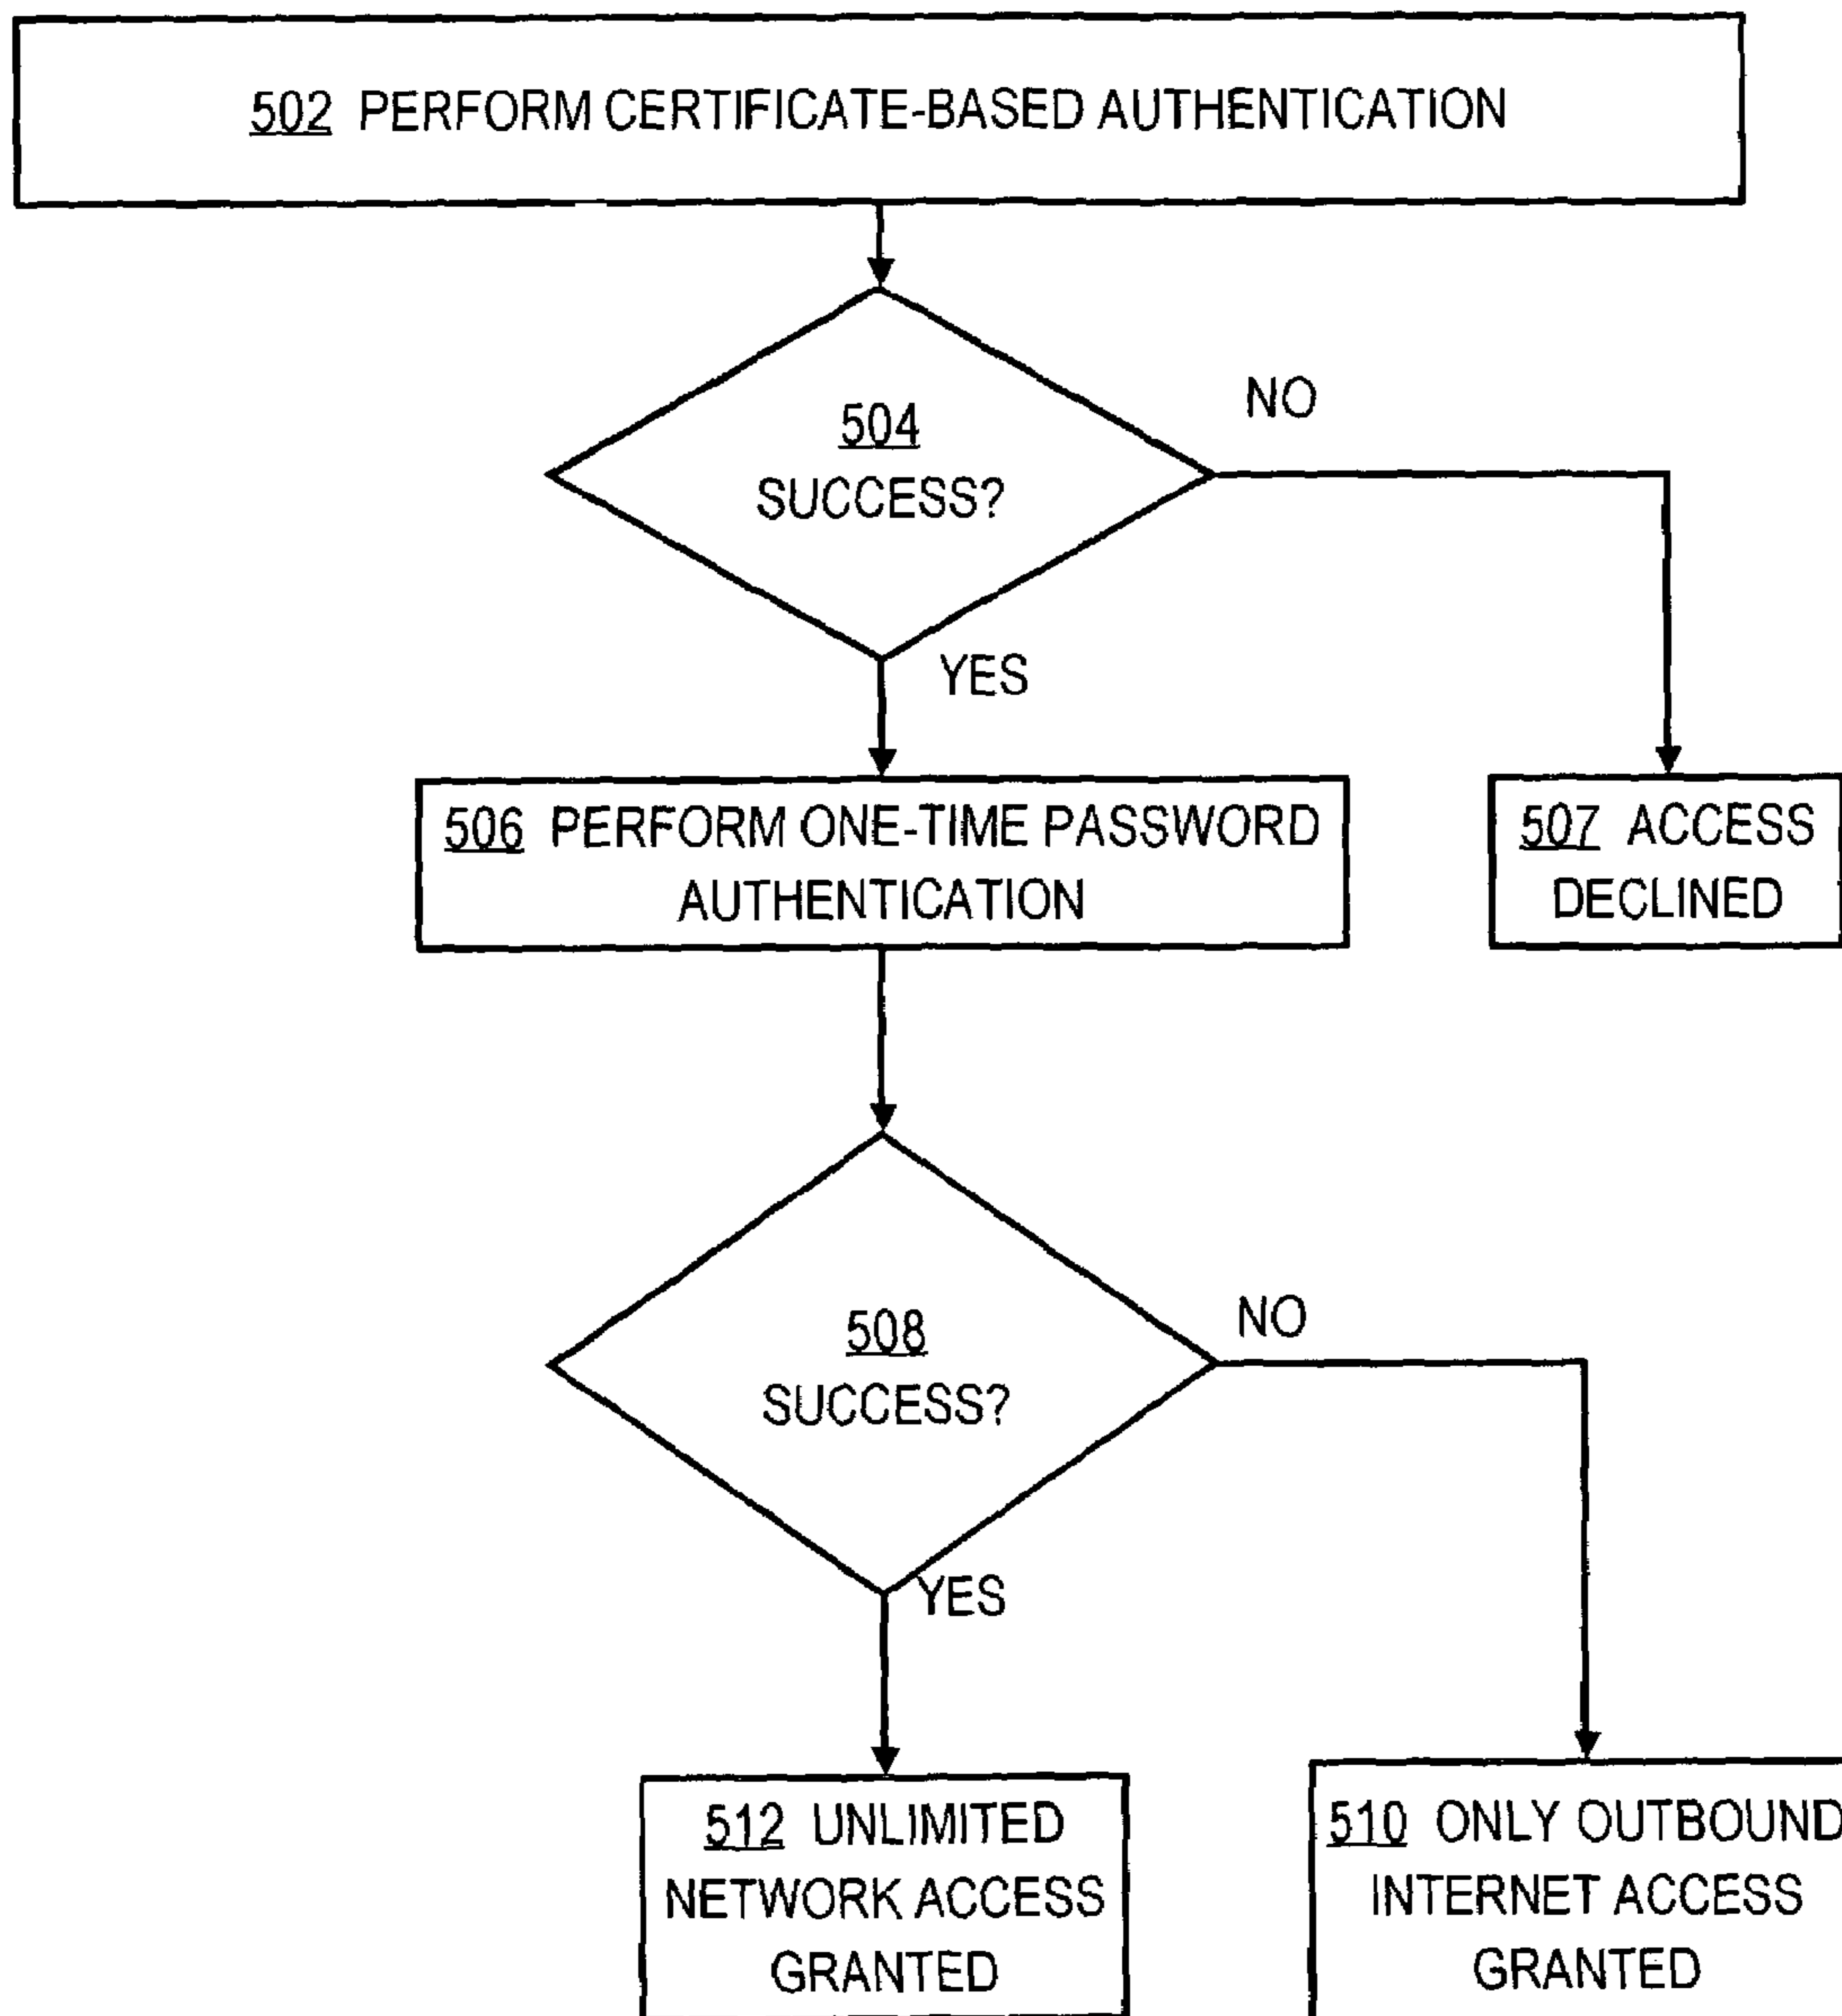 502 PERFORM CERTIFICATE-BASED AUTHENTICATION
NO
504
SUCCESS?
YES
506 PERFORM ONE-TIME PASSWORD
AUTHENTICATION
507 ACCESS
DECLINED
NO
508
SUCCESS?
YES
512 UNLIMITED
NETWORK ACCESS
GRANTED
510 ONLY OUTBOUND
INTERNET ACCESS
GRANTED